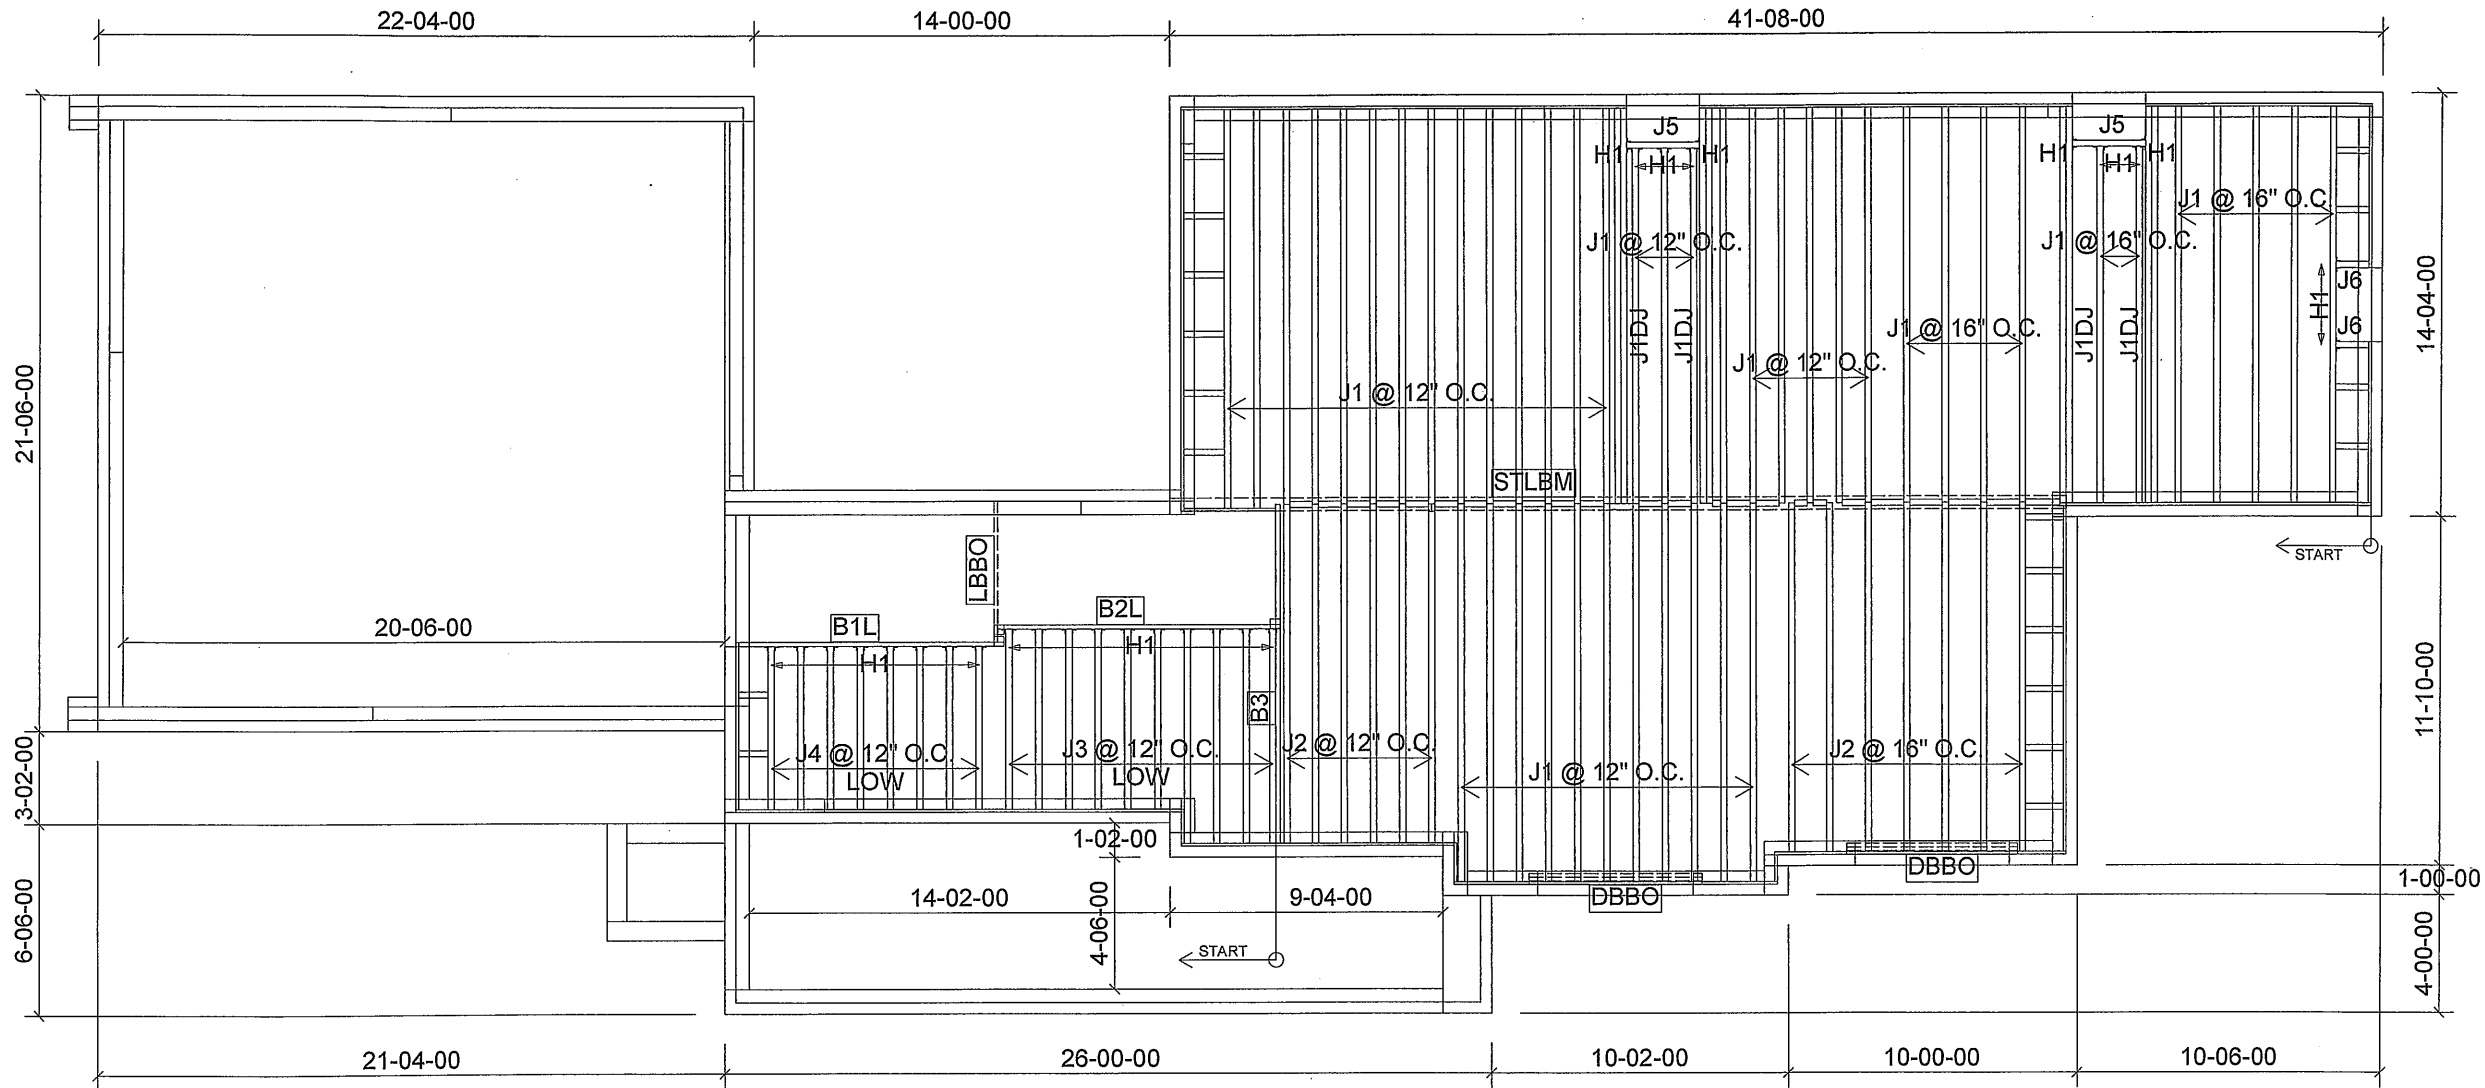 22-04-00
14-00-00
41-08-00
J5
J5
H1
H1
H1
H1
H1
H1
J1 @ 16" O.C.
J1 @ 12" O.C.
J1 @ 16" O.C.
J6
H1
J6
J1DJ
J1DJ
J1 @ 16" O.C.
J1DJ
J1DJ
14-04-00
J1 @ 12" O.C.
J1 @ 12" O.C.
21-06-00
STLBM
START
LBBO
B1L
B2L
20-06-00
H1
H1
B3
11-10-00
J4 @ 12" O.C.
LOW
J3 @ 12" O.C.
LOW
J2 @ 12" O.C.
J1 @ 12" O.C.
J2 @ 16" O.C.
3-02-00
1-02-00
DBBO
DBBO
1-00-00
14-02-00
9-04-00
6-06-00
4-06-00
START
4-00-00
21-04-00
26-00-00
10-02-00
10-00-00
10-06-00